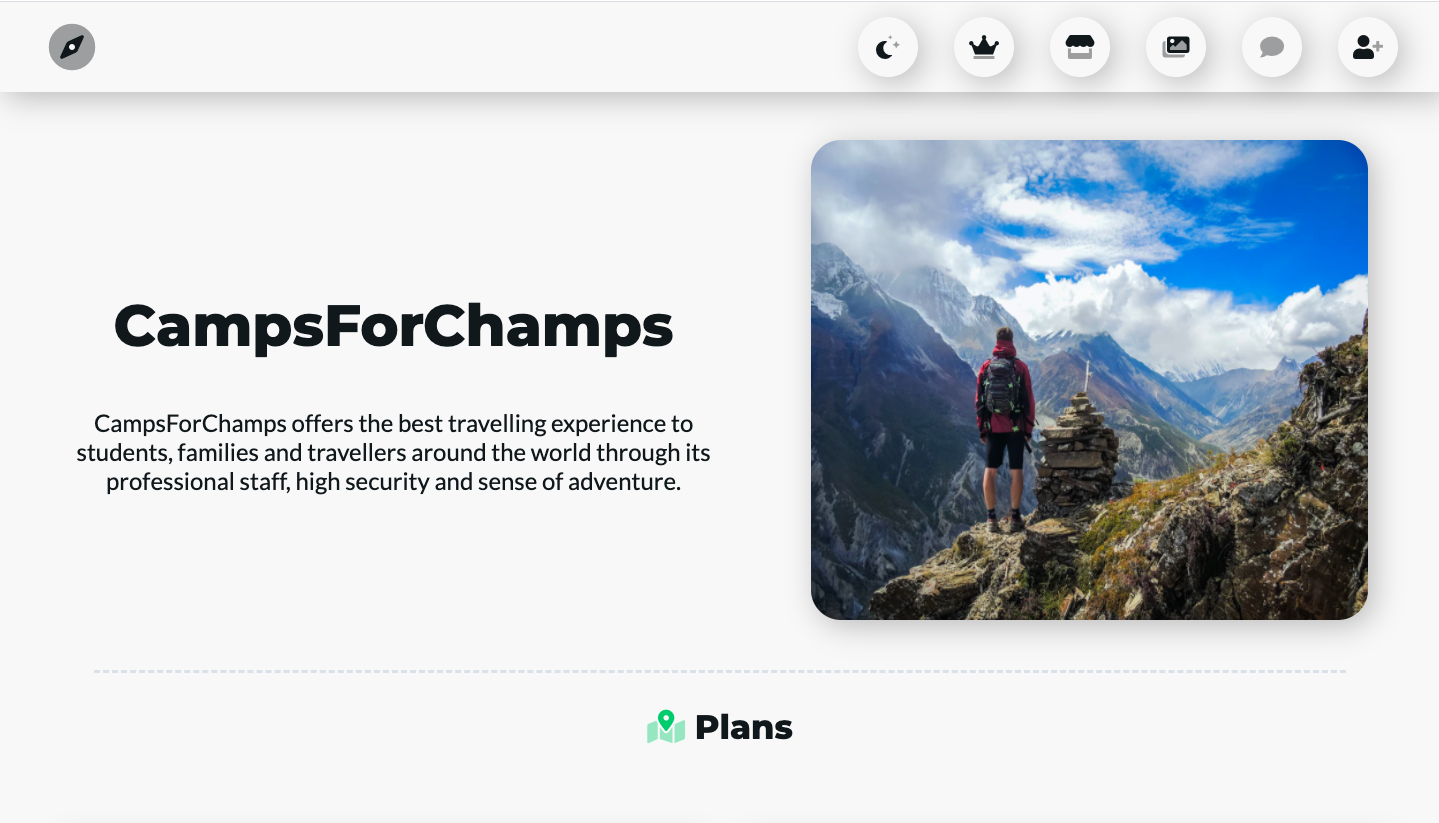 CampsForChamps
CampsForChamps offers the best travelling experience to
students, families and travellers around the world through its
professional staff, high security and sense of adventure.
Plans